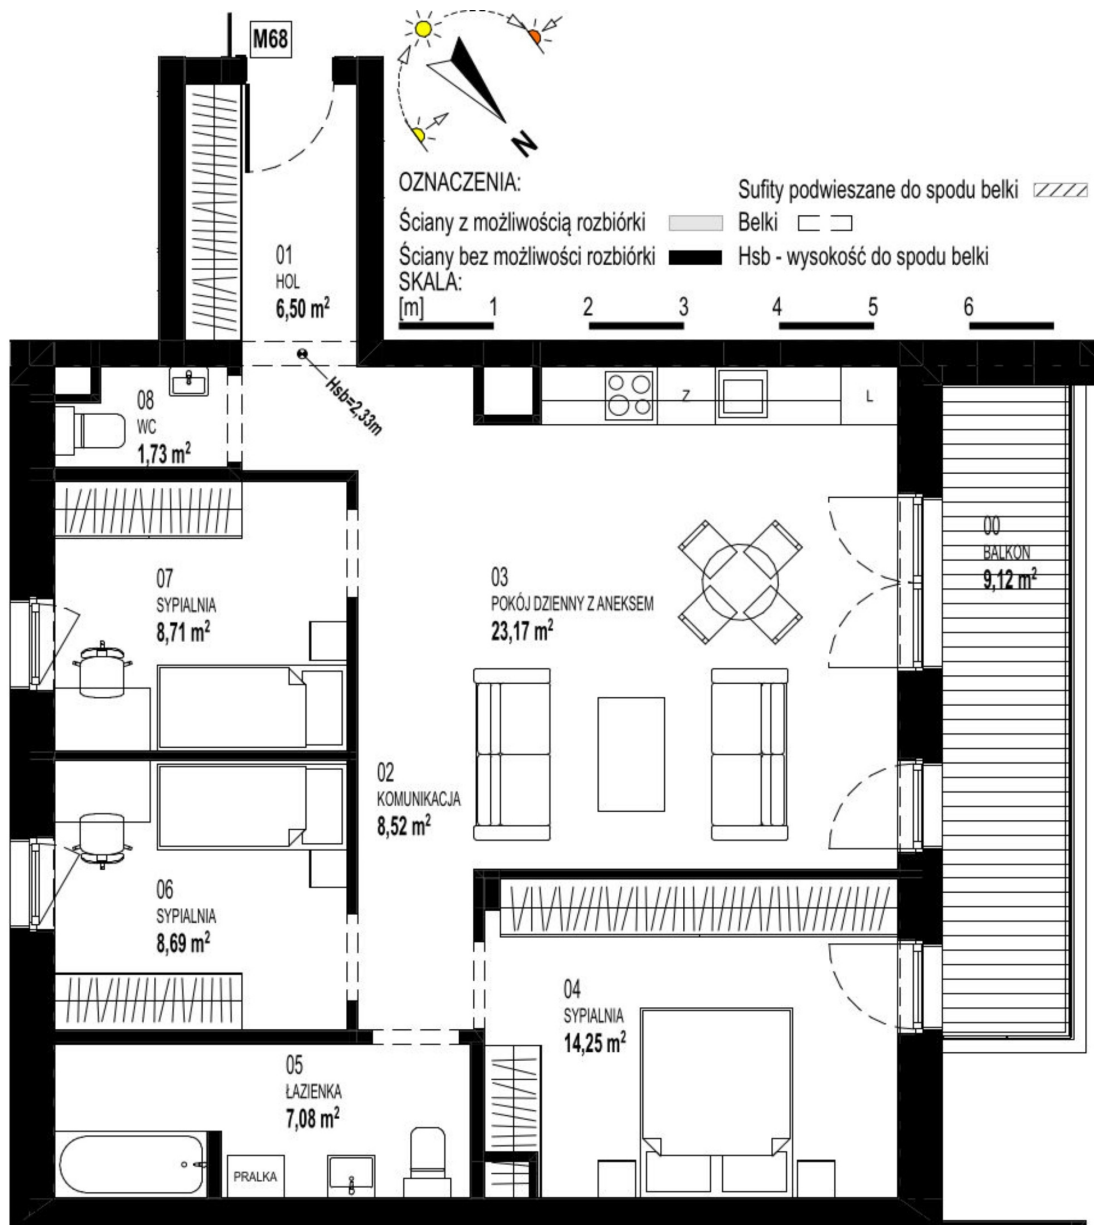 M68
N
OZNACZENIA:
Sufity podwieszane do spodu belki
Ściany z możliwością rozbiórki
Belki
Ściany bez możliwości rozbiórki
Hsb - wysokość do spodu belki
SKALA:
[m] 1 2 3 4 5 6
01
HOL
6,50 m²
Hsb=2,33m
08
WC
1,73 m²
Z
L
00
BALKON
9,12 m²
07
SYPIALNIA
8,71 m²
03
POKÓJ DZIENNY Z ANEKSEM
23,17 m²
02
KOMUNIKACJA
8,52 m²
06
SYPIALNIA
8,69 m²
04
SYPIALNIA
14,25 m²
05
ŁAZIENKA
7,08 m²
PRALKA